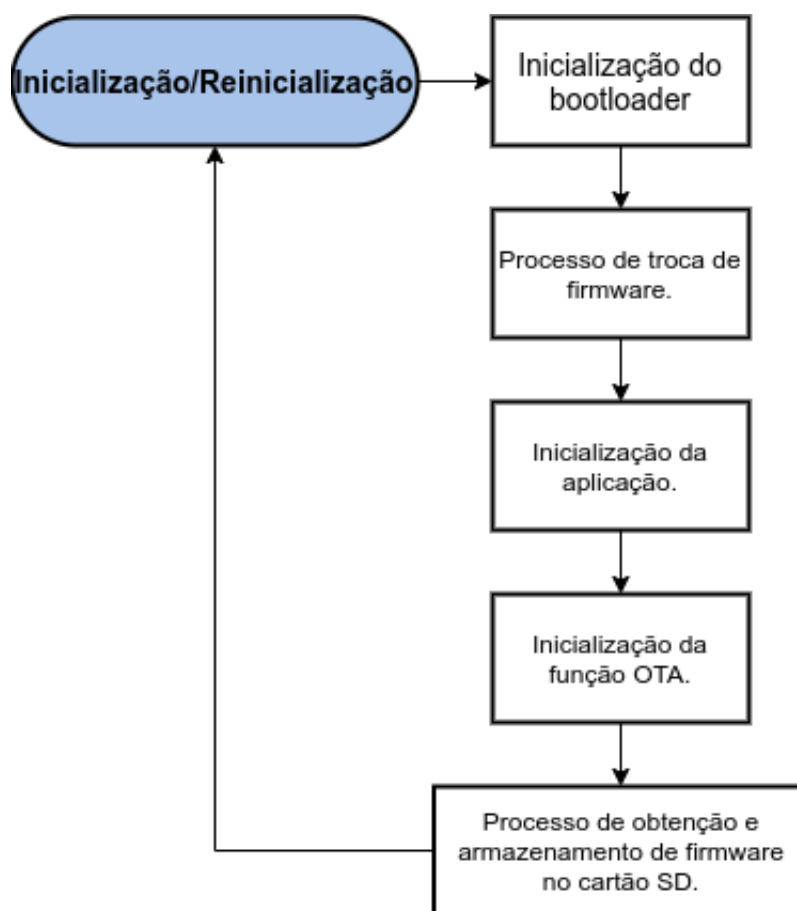 Inicialização/Reinicialização
Inicialização do
bootloader
Processo de troca de
firmware.
Inicialização da
aplicação.
Inicialização da
função OTA.
Processo de obtenção e
armazenamento de firmware
no cartão SD.